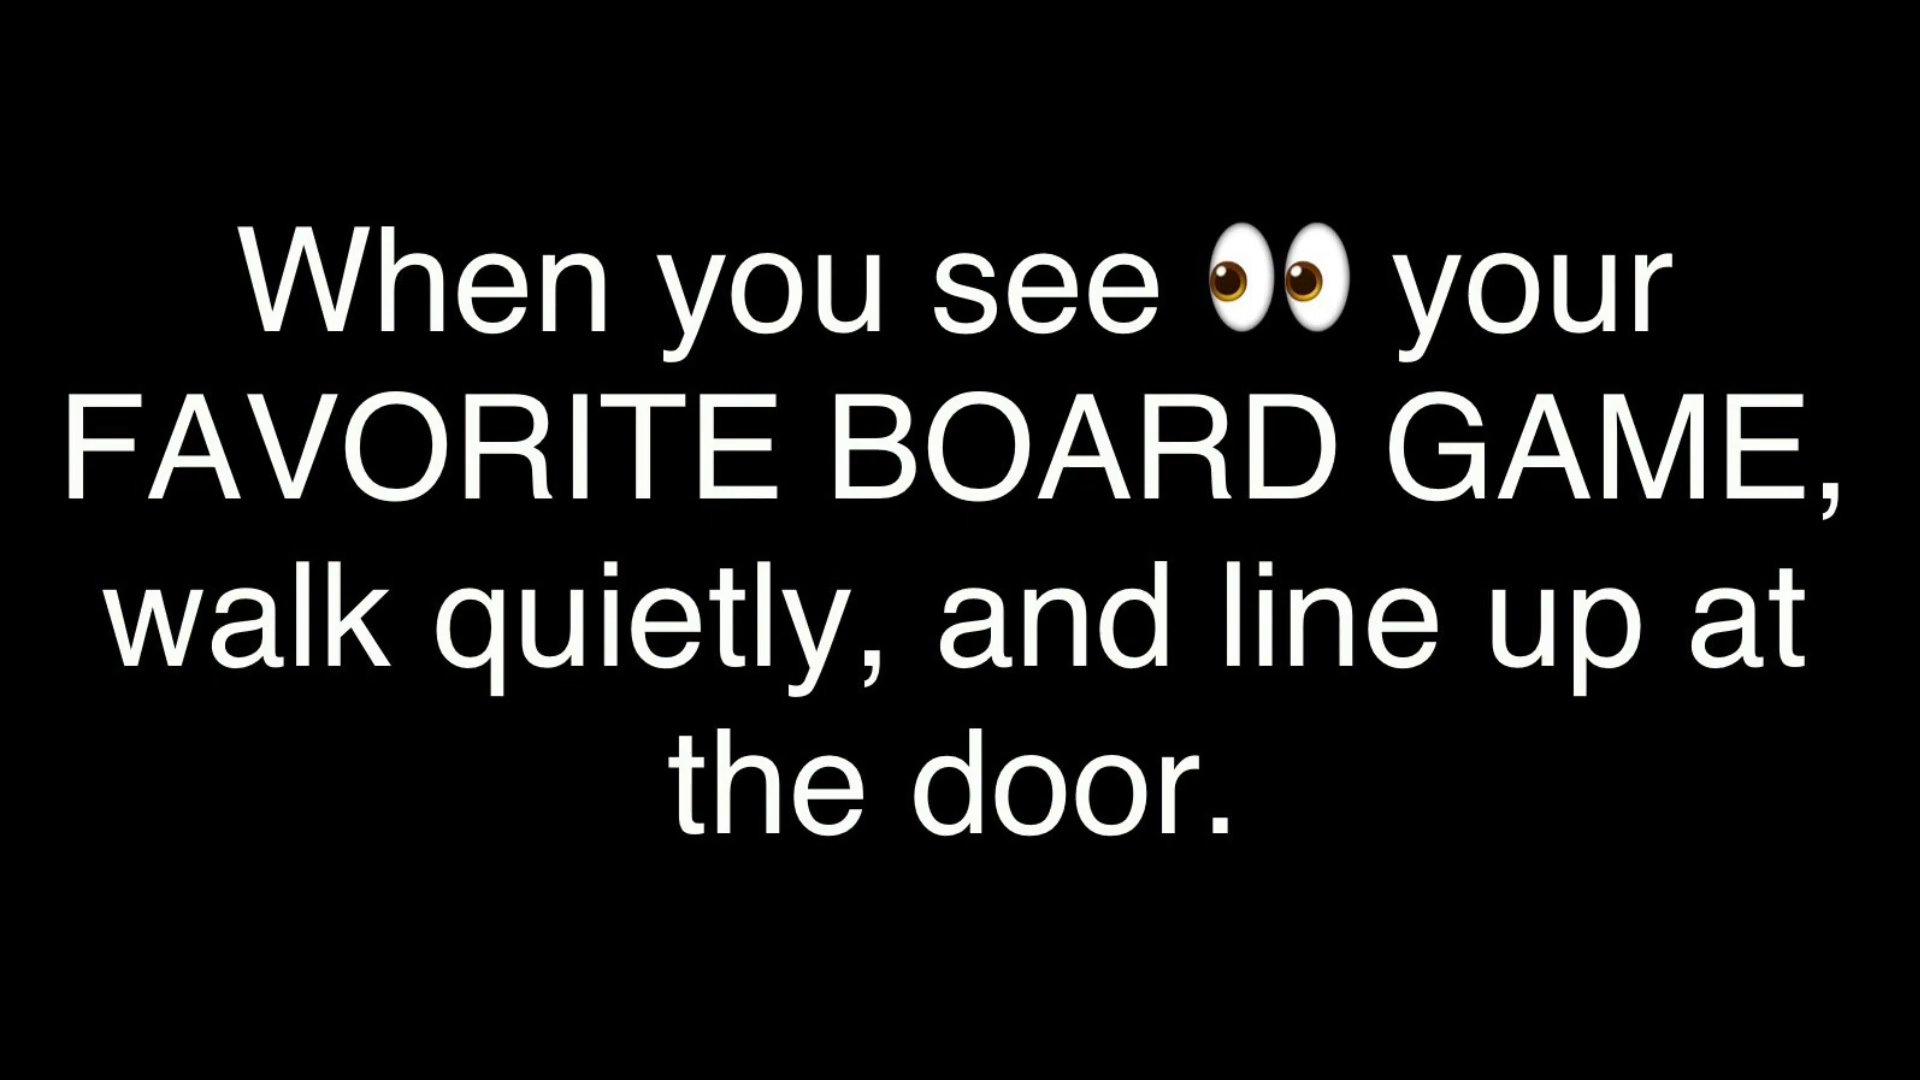 When you see 👀 your
FAVORITE BOARD GAME,
walk quietly, and line up at
the door.